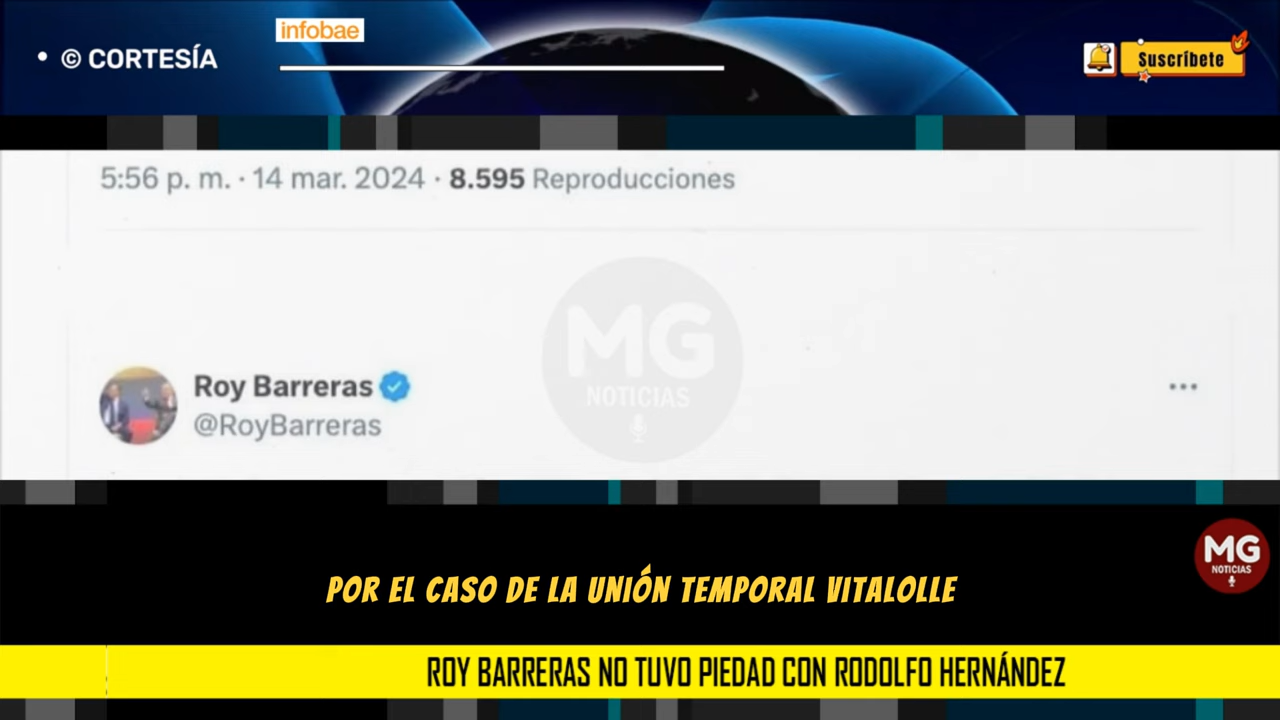 infobae
• © CORTESÍA
Suscríbete
5:56 p. m. · 14 mar. 2024 · 8.595 Reproducciones
MG
NOTICIAS
Roy Barreras
@RoyBarreras
MG
NOTICIAS
POR EL CASO DE LA UNIÓN TEMPORAL VITALOLLE
ROY BARRERAS NO TUVO PIEDAD CON RODOLFO HERNÁNDEZ